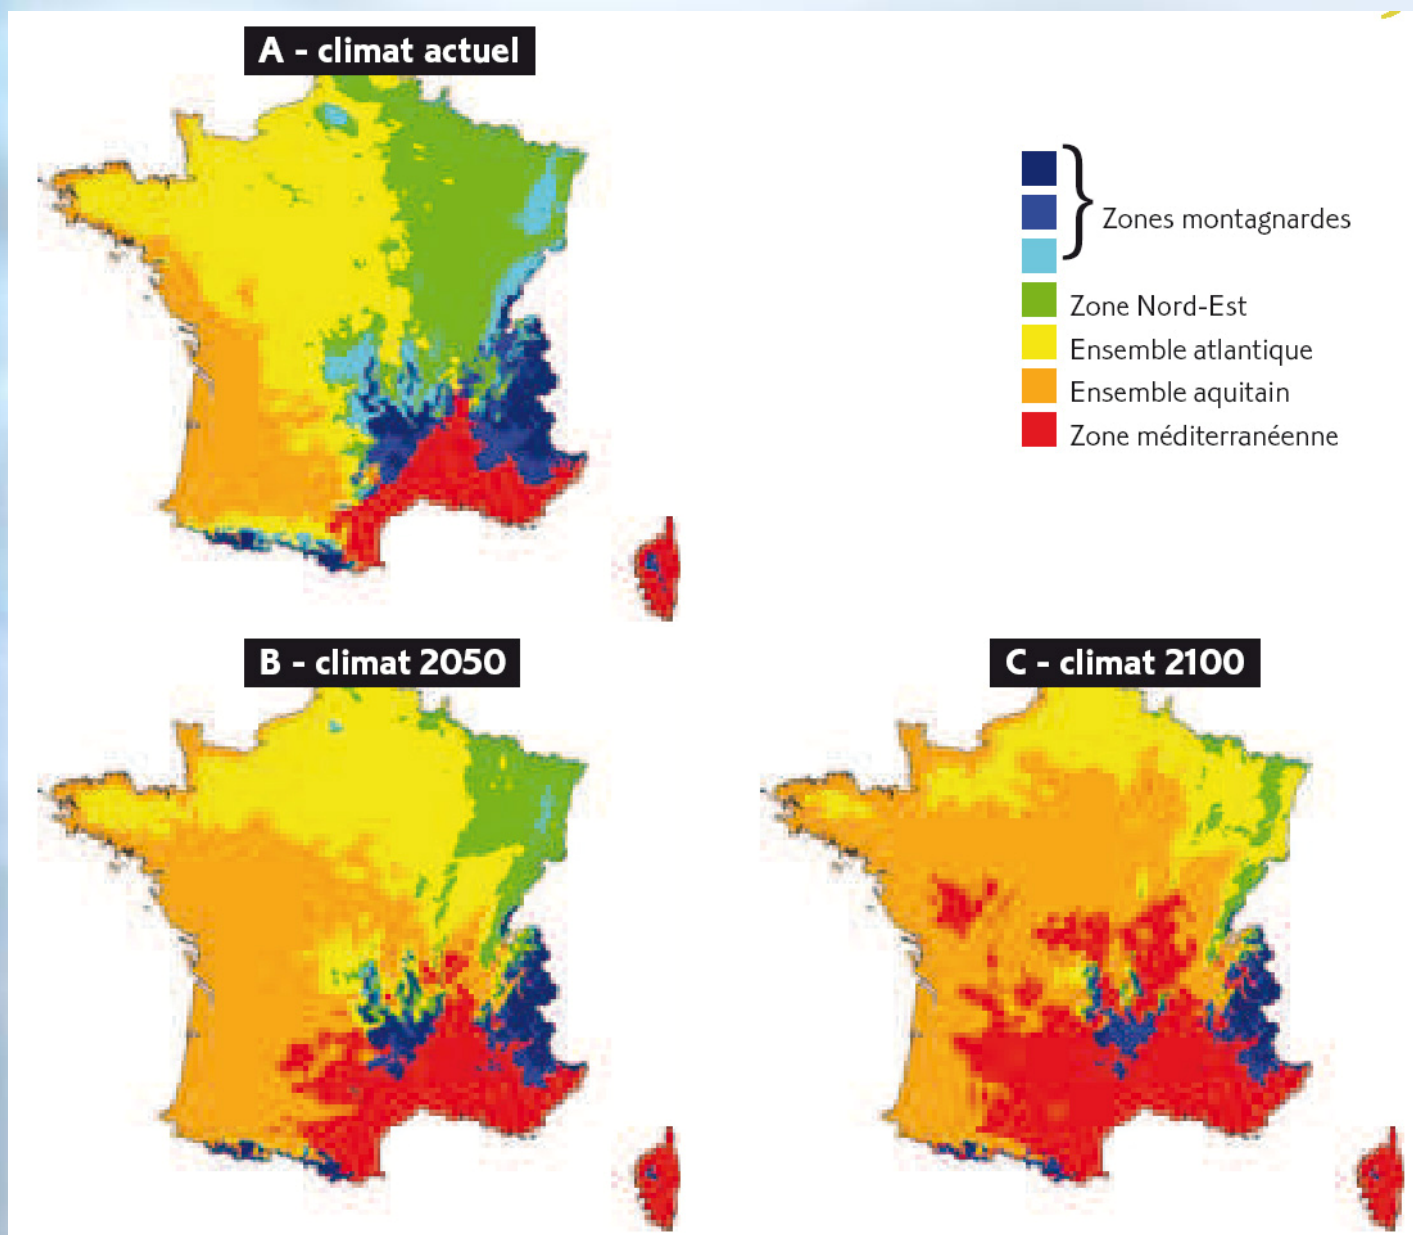 A - climat actuel
Zones montagnardes
Zone Nord-Est
Ensemble atlantique
Ensemble aquitain
Zone méditerranéenne
B - climat 2050
C - climat 2100